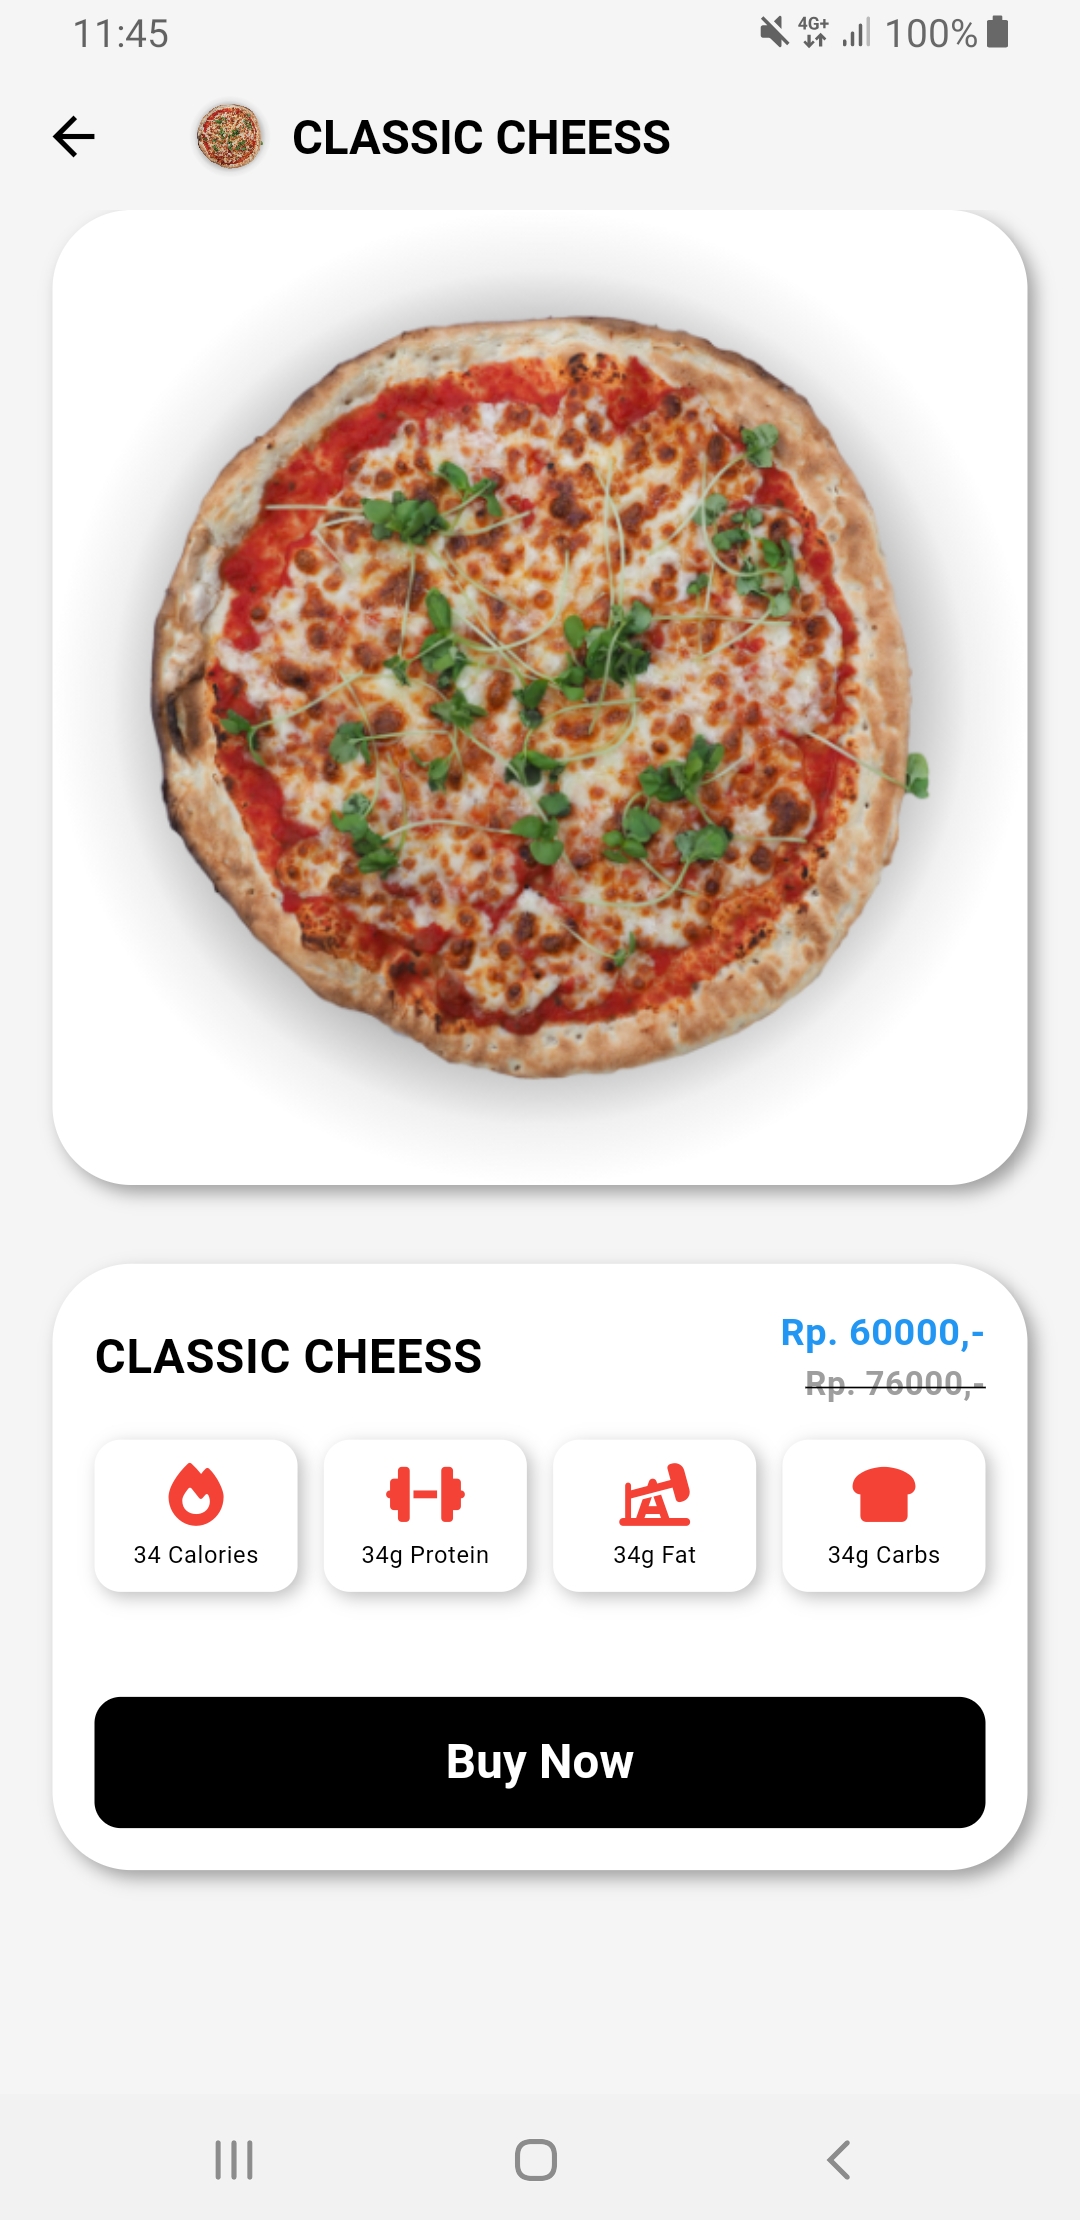 11:45
4G+ 100%
CLASSIC CHEESS
CLASSIC CHEESS
Rp. 60000,-
Rp. 76000,-
34 Calories
34g Protein
34g Fat
34g Carbs
Buy Now